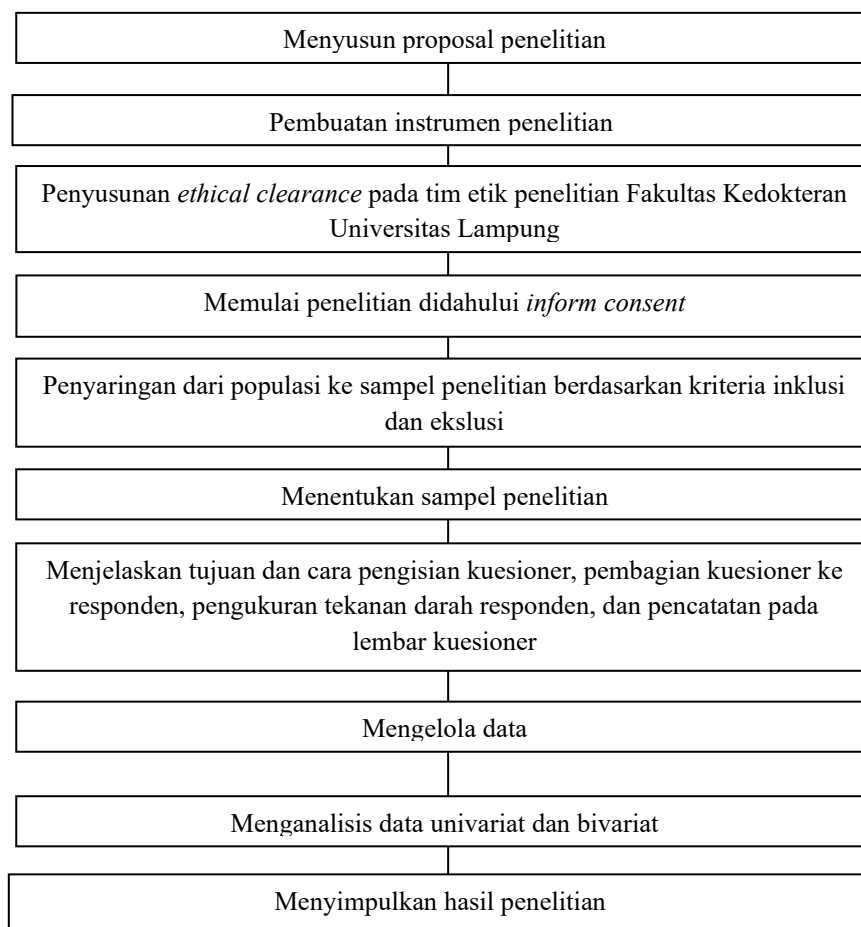 Menyusun proposal penelitian
Pembuatan instrumen penelitian
Penyusunan ethical clearance pada tim etik penelitian Fakultas Kedokteran
Universitas Lampung
Memulai penelitian didahului inform consent
Penyaringan dari populasi ke sampel penelitian berdasarkan kriteria inklusi
dan ekslusi
Menentukan sampel penelitian
Menjelaskan tujuan dan cara pengisian kuesioner, pembagian kuesioner ke
responden, pengukuran tekanan darah responden, dan pencatatan pada
lembar kuesioner
Mengelola data
Menganalisis data univariat dan bivariat
Menyimpulkan hasil penelitian